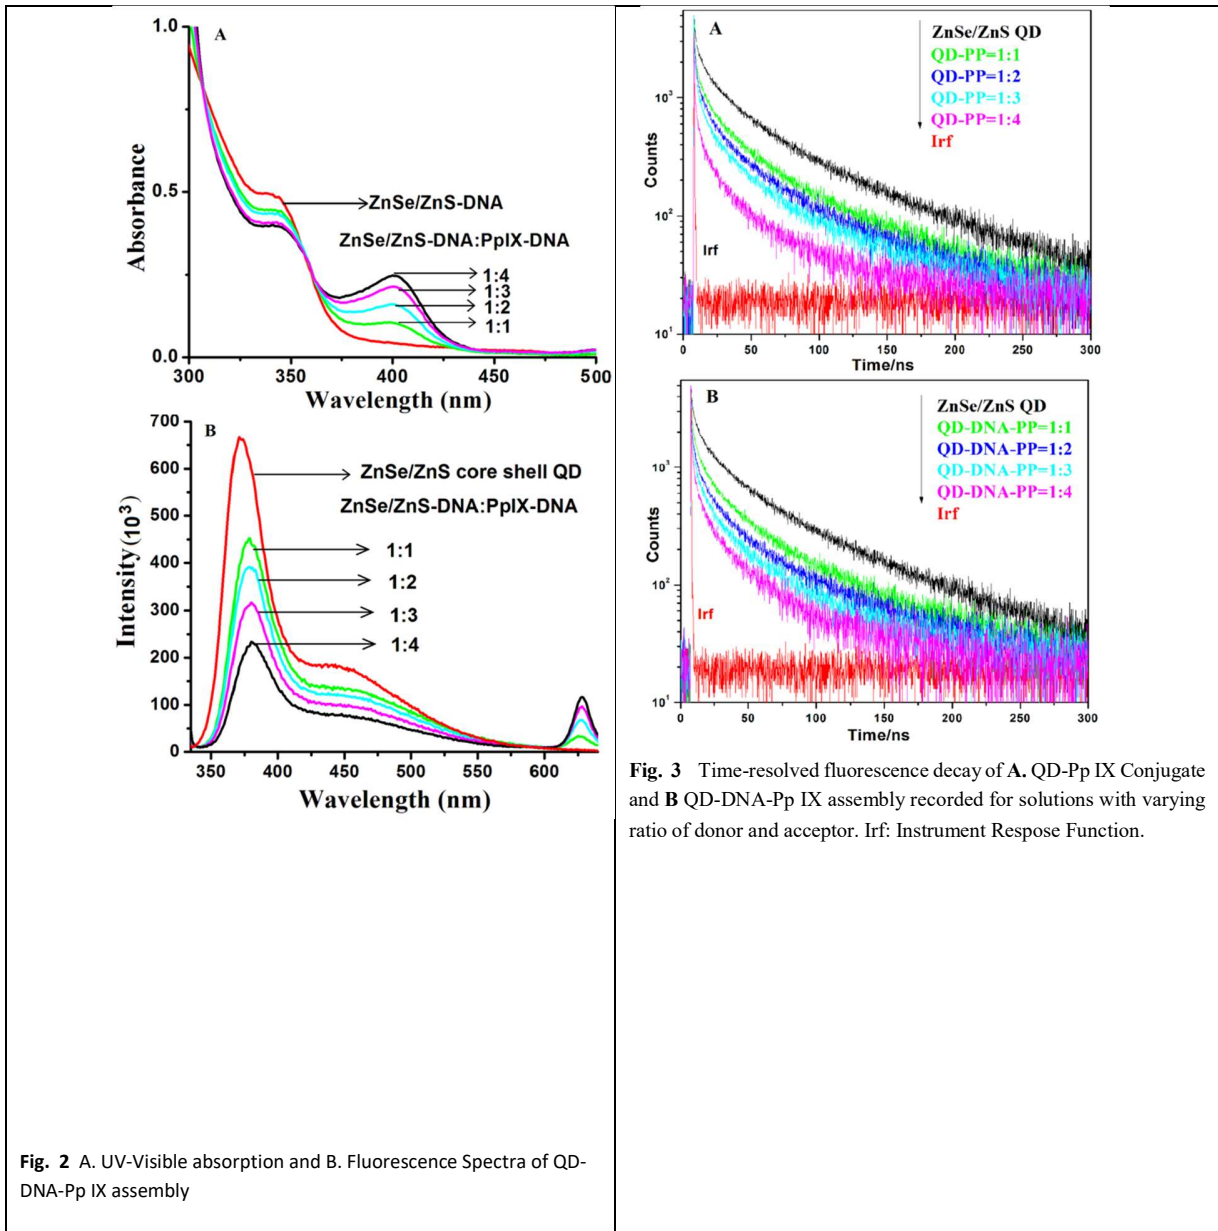 A
1.0
0.5
0.0
Absorbance
ZnSe/ZnS-DNA
ZnSe/ZnS-DNA:PpIX-DNA
1:4
1:3
1:2
1:1
300 350 400 450 500
Wavelength (nm)
B
700
600
500
400
300
200
100
0
Intensity(10³)
ZnSe/ZnS core shell QD
ZnSe/ZnS-DNA:PpIX-DNA
1:1
1:2
1:3
1:4
350 400 450 500 550 600
Wavelength (nm)
Fig. 2 A. UV-Visible absorption and B. Fluorescence Spectra of QD-
DNA-Pp IX assembly
A
ZnSe/ZnS QD
QD-PP=1:1
QD-PP=1:2
QD-PP=1:3
QD-PP=1:4
Irf
10³
10²
10¹
Counts
Irf
0 50 100 150 200 250 300
Time/ns
B
ZnSe/ZnS QD
QD-DNA-PP=1:1
QD-DNA-PP=1:2
QD-DNA-PP=1:3
QD-DNA-PP=1:4
Irf
10³
10²
10¹
Counts
Irf
0 50 100 150 200 250 300
Time/ns
Fig. 3 Time-resolved fluorescence decay of A. QD-Pp IX Conjugate
and B QD-DNA-Pp IX assembly recorded for solutions with varying
ratio of donor and acceptor. Irf: Instrument Respose Function.